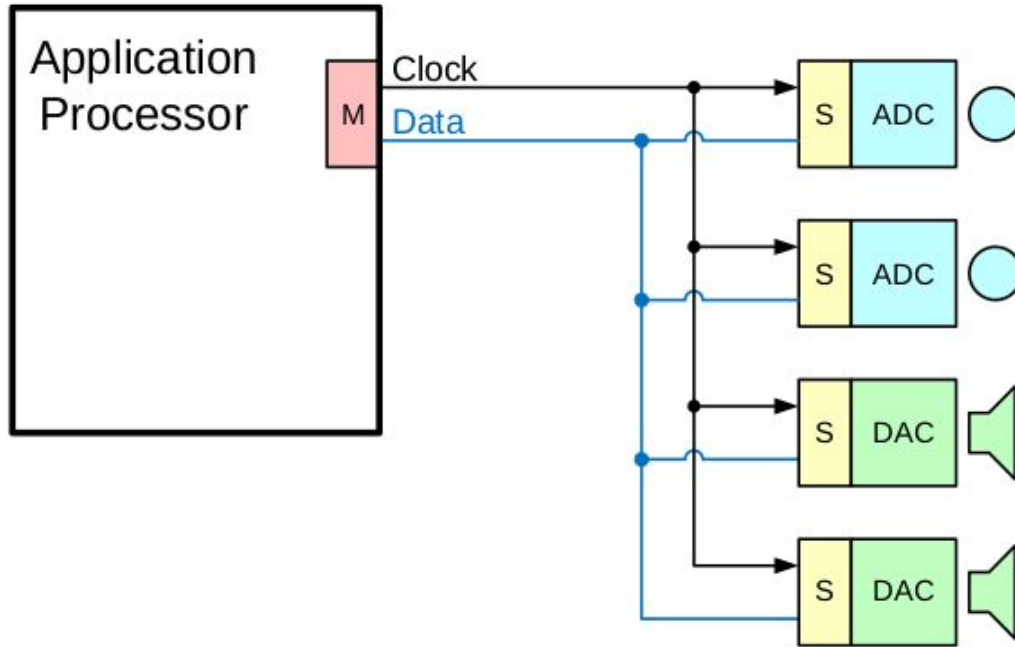 Application
Processor
M
Clock
Data
S ADC
S ADC
S DAC
S DAC